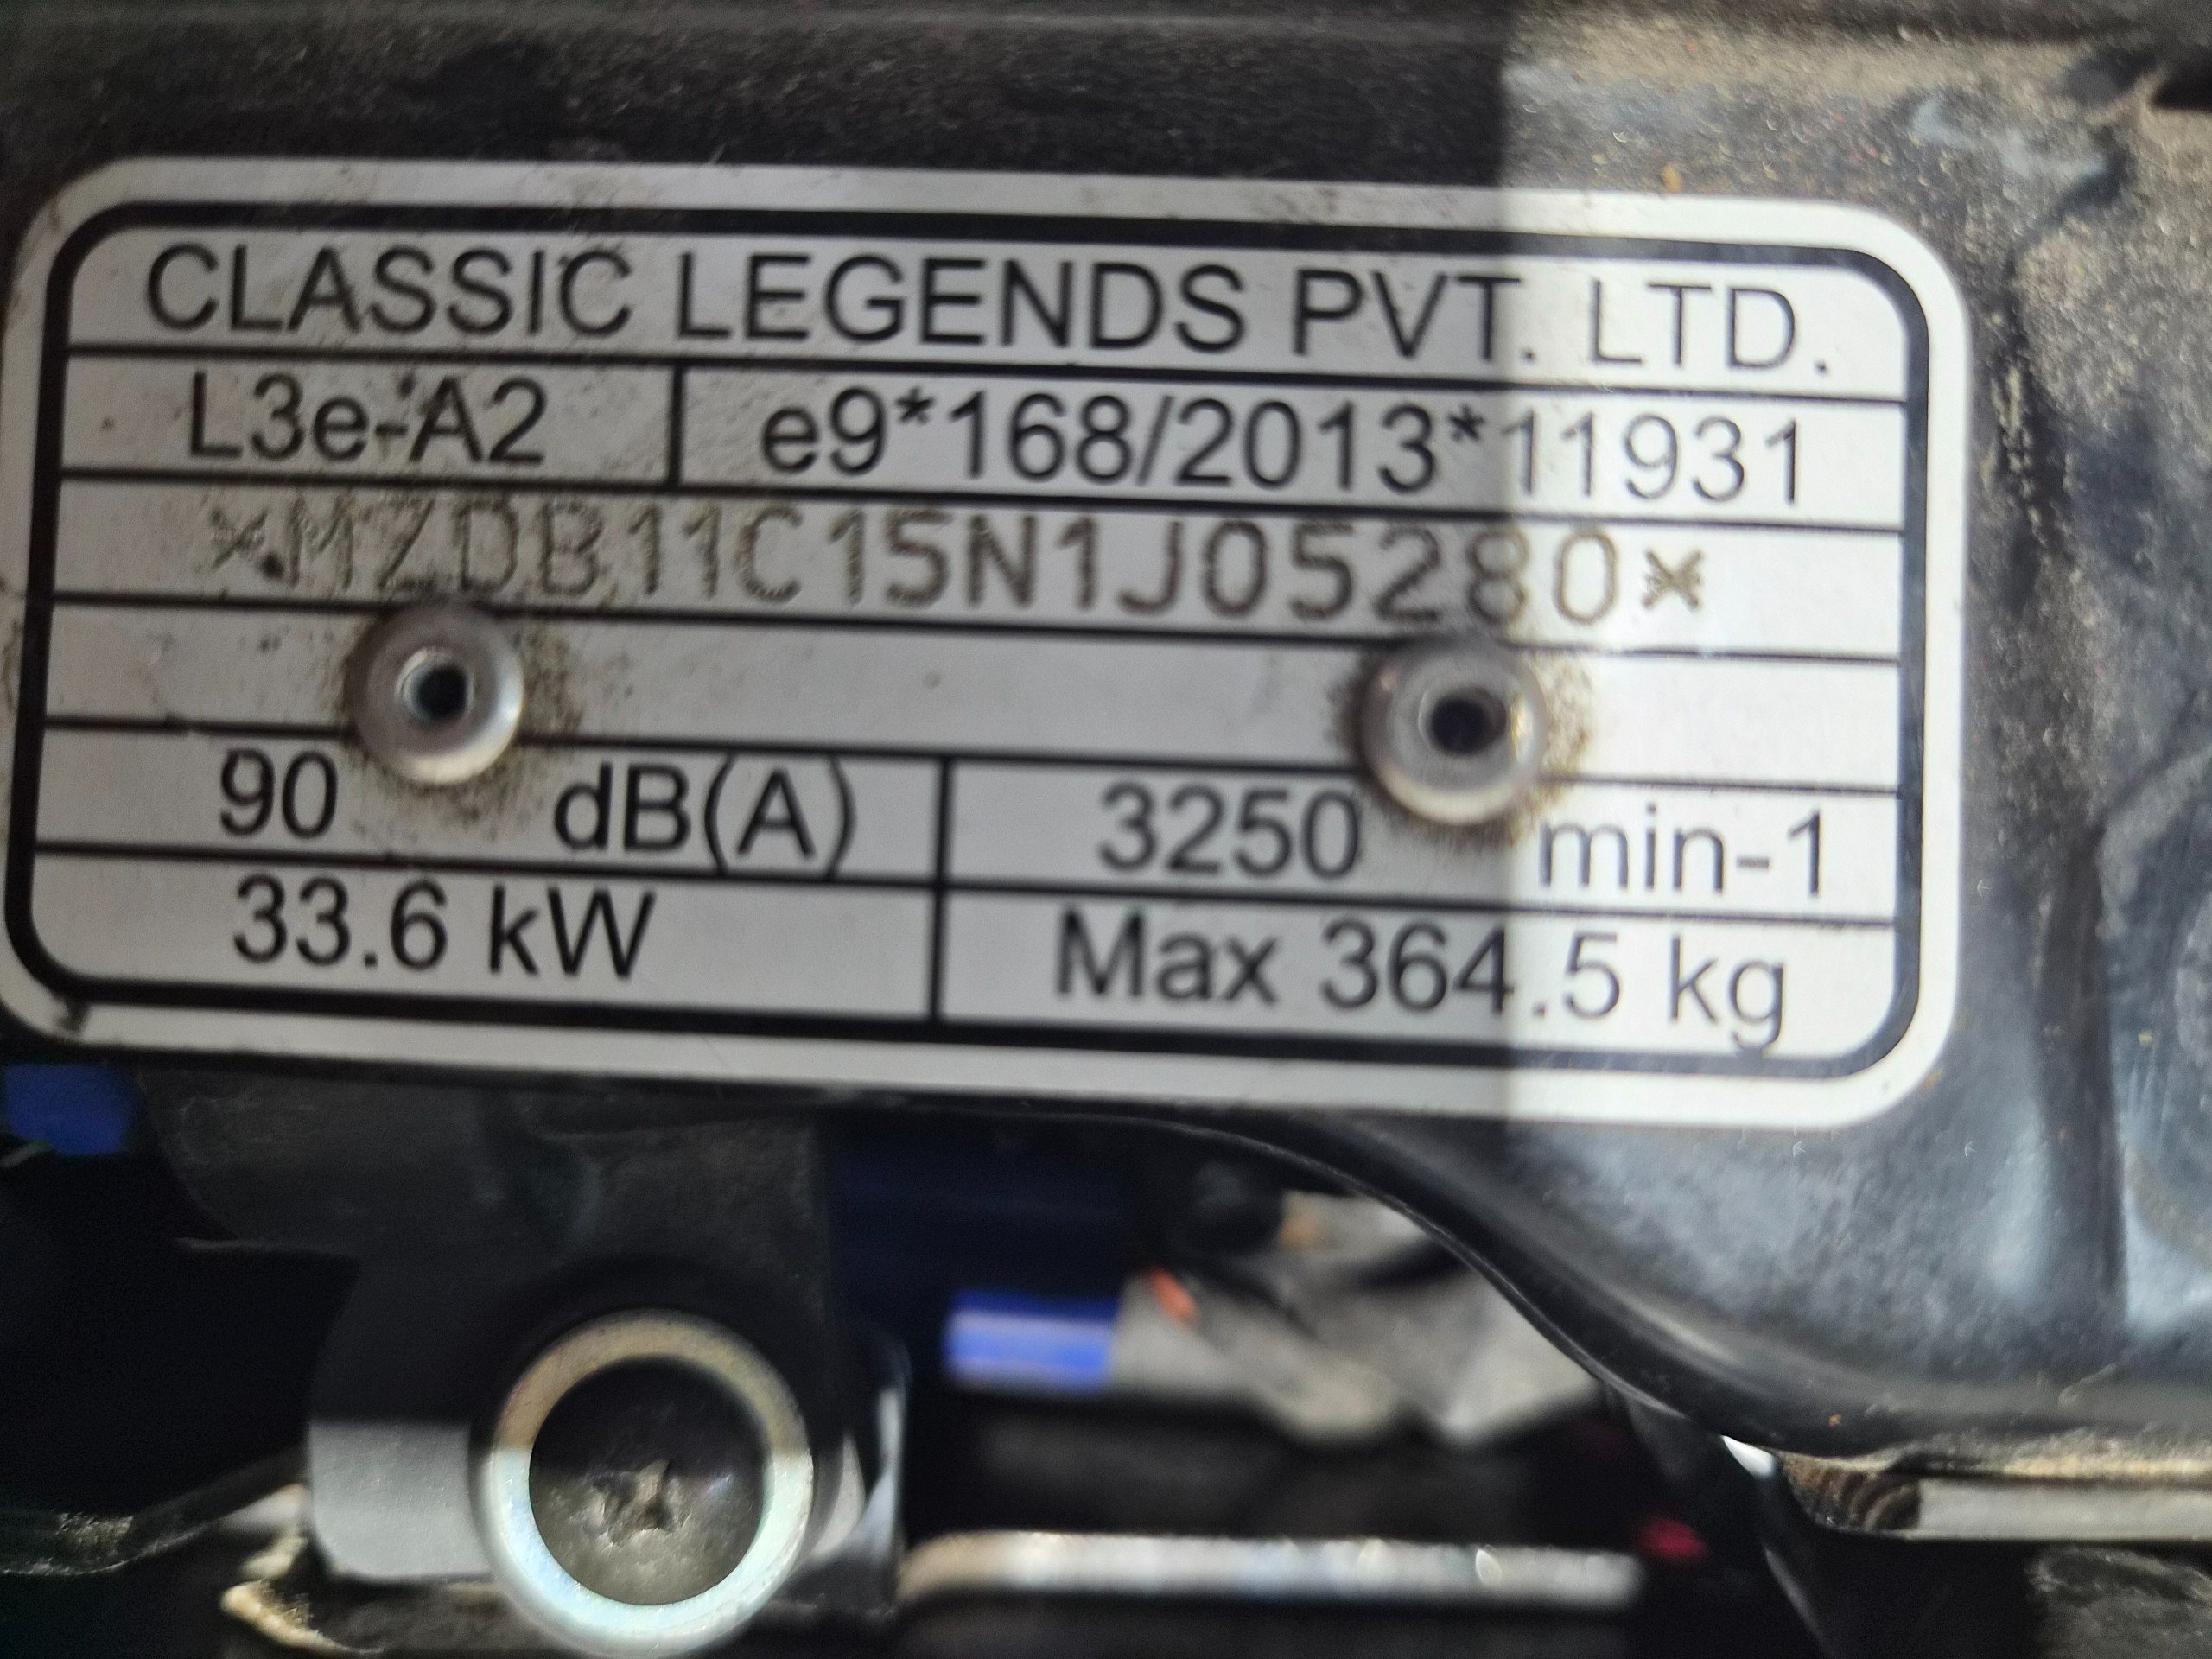 CLASSIC LEGENDS PVT. LTD.
L3e-A2 e9*168/2013*11931
*MZDB11C15N1J05280*
90 dB(A) 3250 min-1
33.6 kW Max 364.5 kg